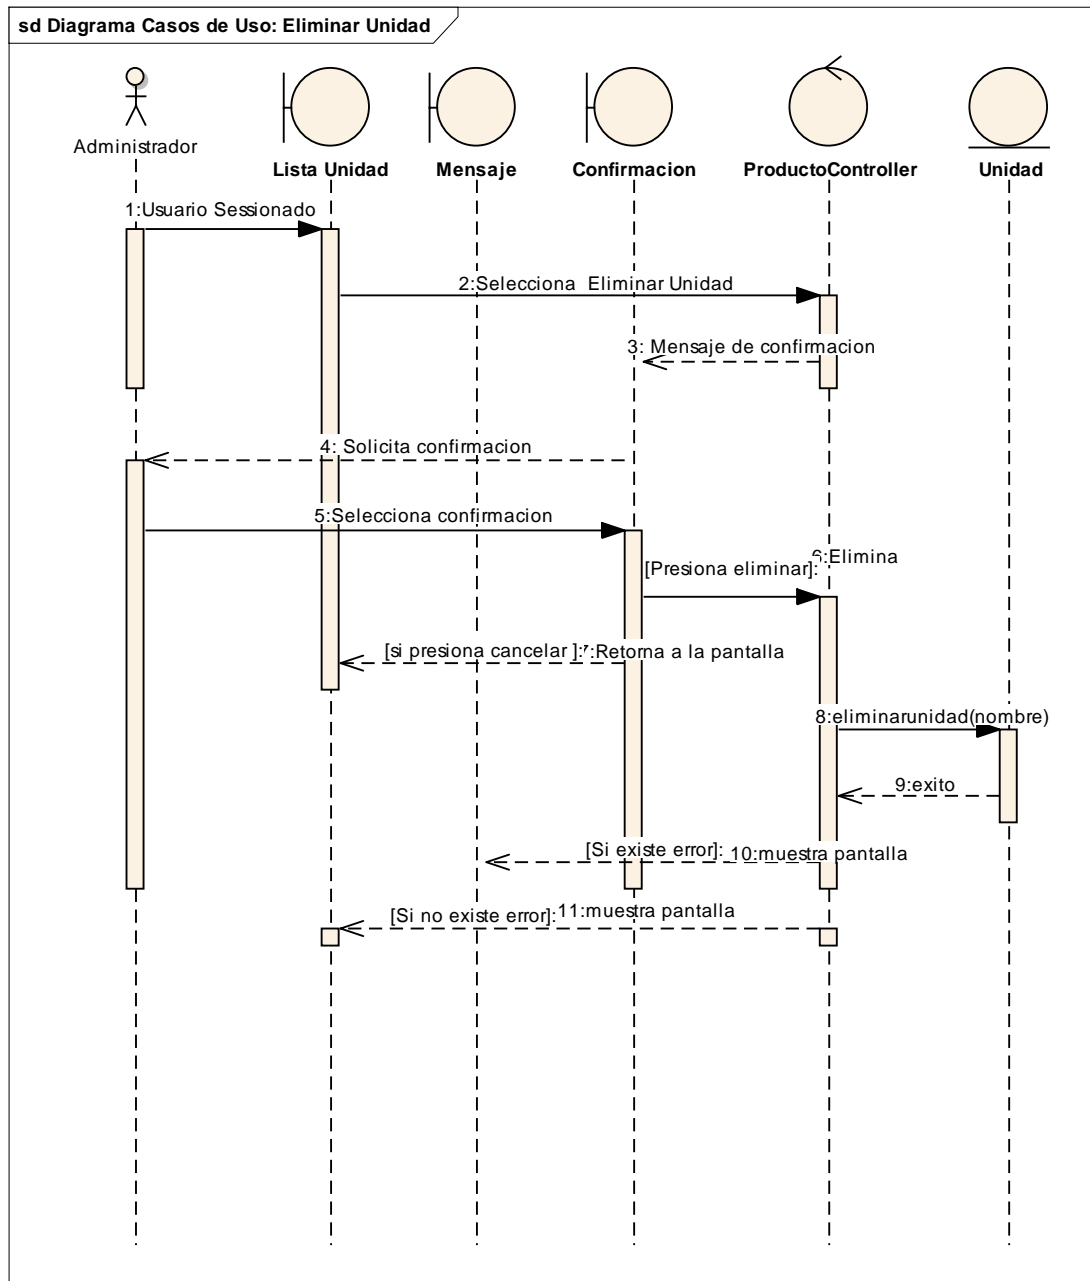 sd Diagrama Casos de Uso: Eliminar Unidad
Administrador
Lista Unidad
Mensaje
Confirmacion
ProductoController
Unidad
1:Usuario Sessionado
2:Selecciona Eliminar Unidad
3: Mensaje de confirmacion
4: Solicita confirmacion
5:Selecciona confirmacion
[Presiona eliminar]: 6:Elimina
[si presiona cancelar ]:7:Retorna a la pantalla
8:eliminarunidad(nombre)
9:exito
[Si existe error]: 10:muestra pantalla
[Si no existe error]:11:muestra pantalla